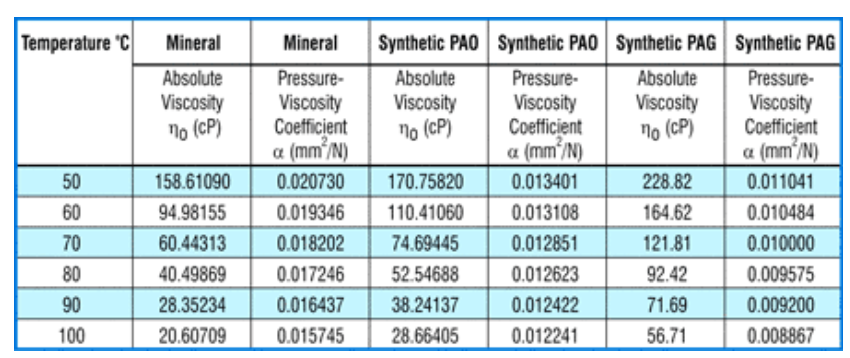 Temperature °C Mineral Mineral Synthetic PAO Synthetic PAO Synthetic PAG Synthetic PAG
Absolute Pressure- Absolute Pressure- Absolute Pressure-
Viscosity Viscosity Viscosity Viscosity Viscosity Viscosity
η0 (cP) Coefficient η0 (cP) Coefficient η0 (cP) Coefficient
α (mm²/N) α (mm²/N) α (mm²/N)
50 158.61090 0.020730 170.75820 0.013401 228.82 0.011041
60 94.98155 0.019346 110.41060 0.013108 164.62 0.010484
70 60.44313 0.018202 74.69445 0.012851 121.81 0.010000
80 40.49869 0.017246 52.54688 0.012623 92.42 0.009575
90 28.35234 0.016437 38.24137 0.012422 71.69 0.009200
100 20.60709 0.015745 28.66405 0.012241 56.71 0.008867